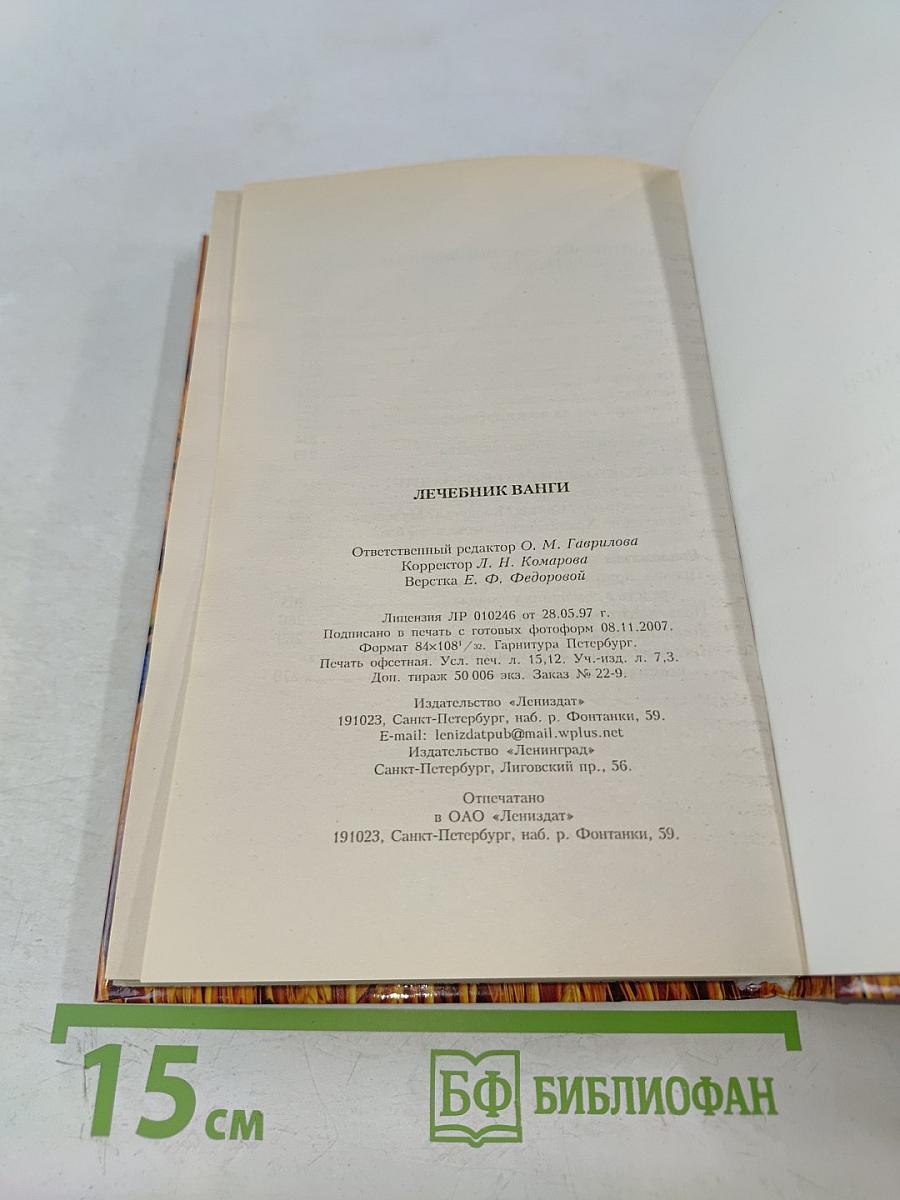 ЛЕЧЕБНИК ВАНГИ
Ответственный редактор О. М. Гаврилова
Корректор Л. Н. Комарова
Верстка Е. Ф. Федоровой
Лицензия ЛР 010246 от 28.05.97 г.
Подписано в печать с готовых фотоформ 08.11.2007.
Формат 84×108¹/₃₂. Гарнитура Петербург.
Печать офсетная. Усл. печ. л. 15,12. Уч.-изд. л. 7,3.
Доп. тираж 50 006 экз. Заказ № 22-9.
Издательство «Лениздат»
191023, Санкт-Петербург, наб. р. Фонтанки, 59.
E-mail: lenizdatpub@mail.wplus.net
Издательство «Ленинград»
Санкт-Петербург, Лиговский пр., 56.
Отпечатано
в ОАО «Лениздат»
191023, Санкт-Петербург, наб. р. Фонтанки, 59.
15 см
БФ БИБЛИОФАН